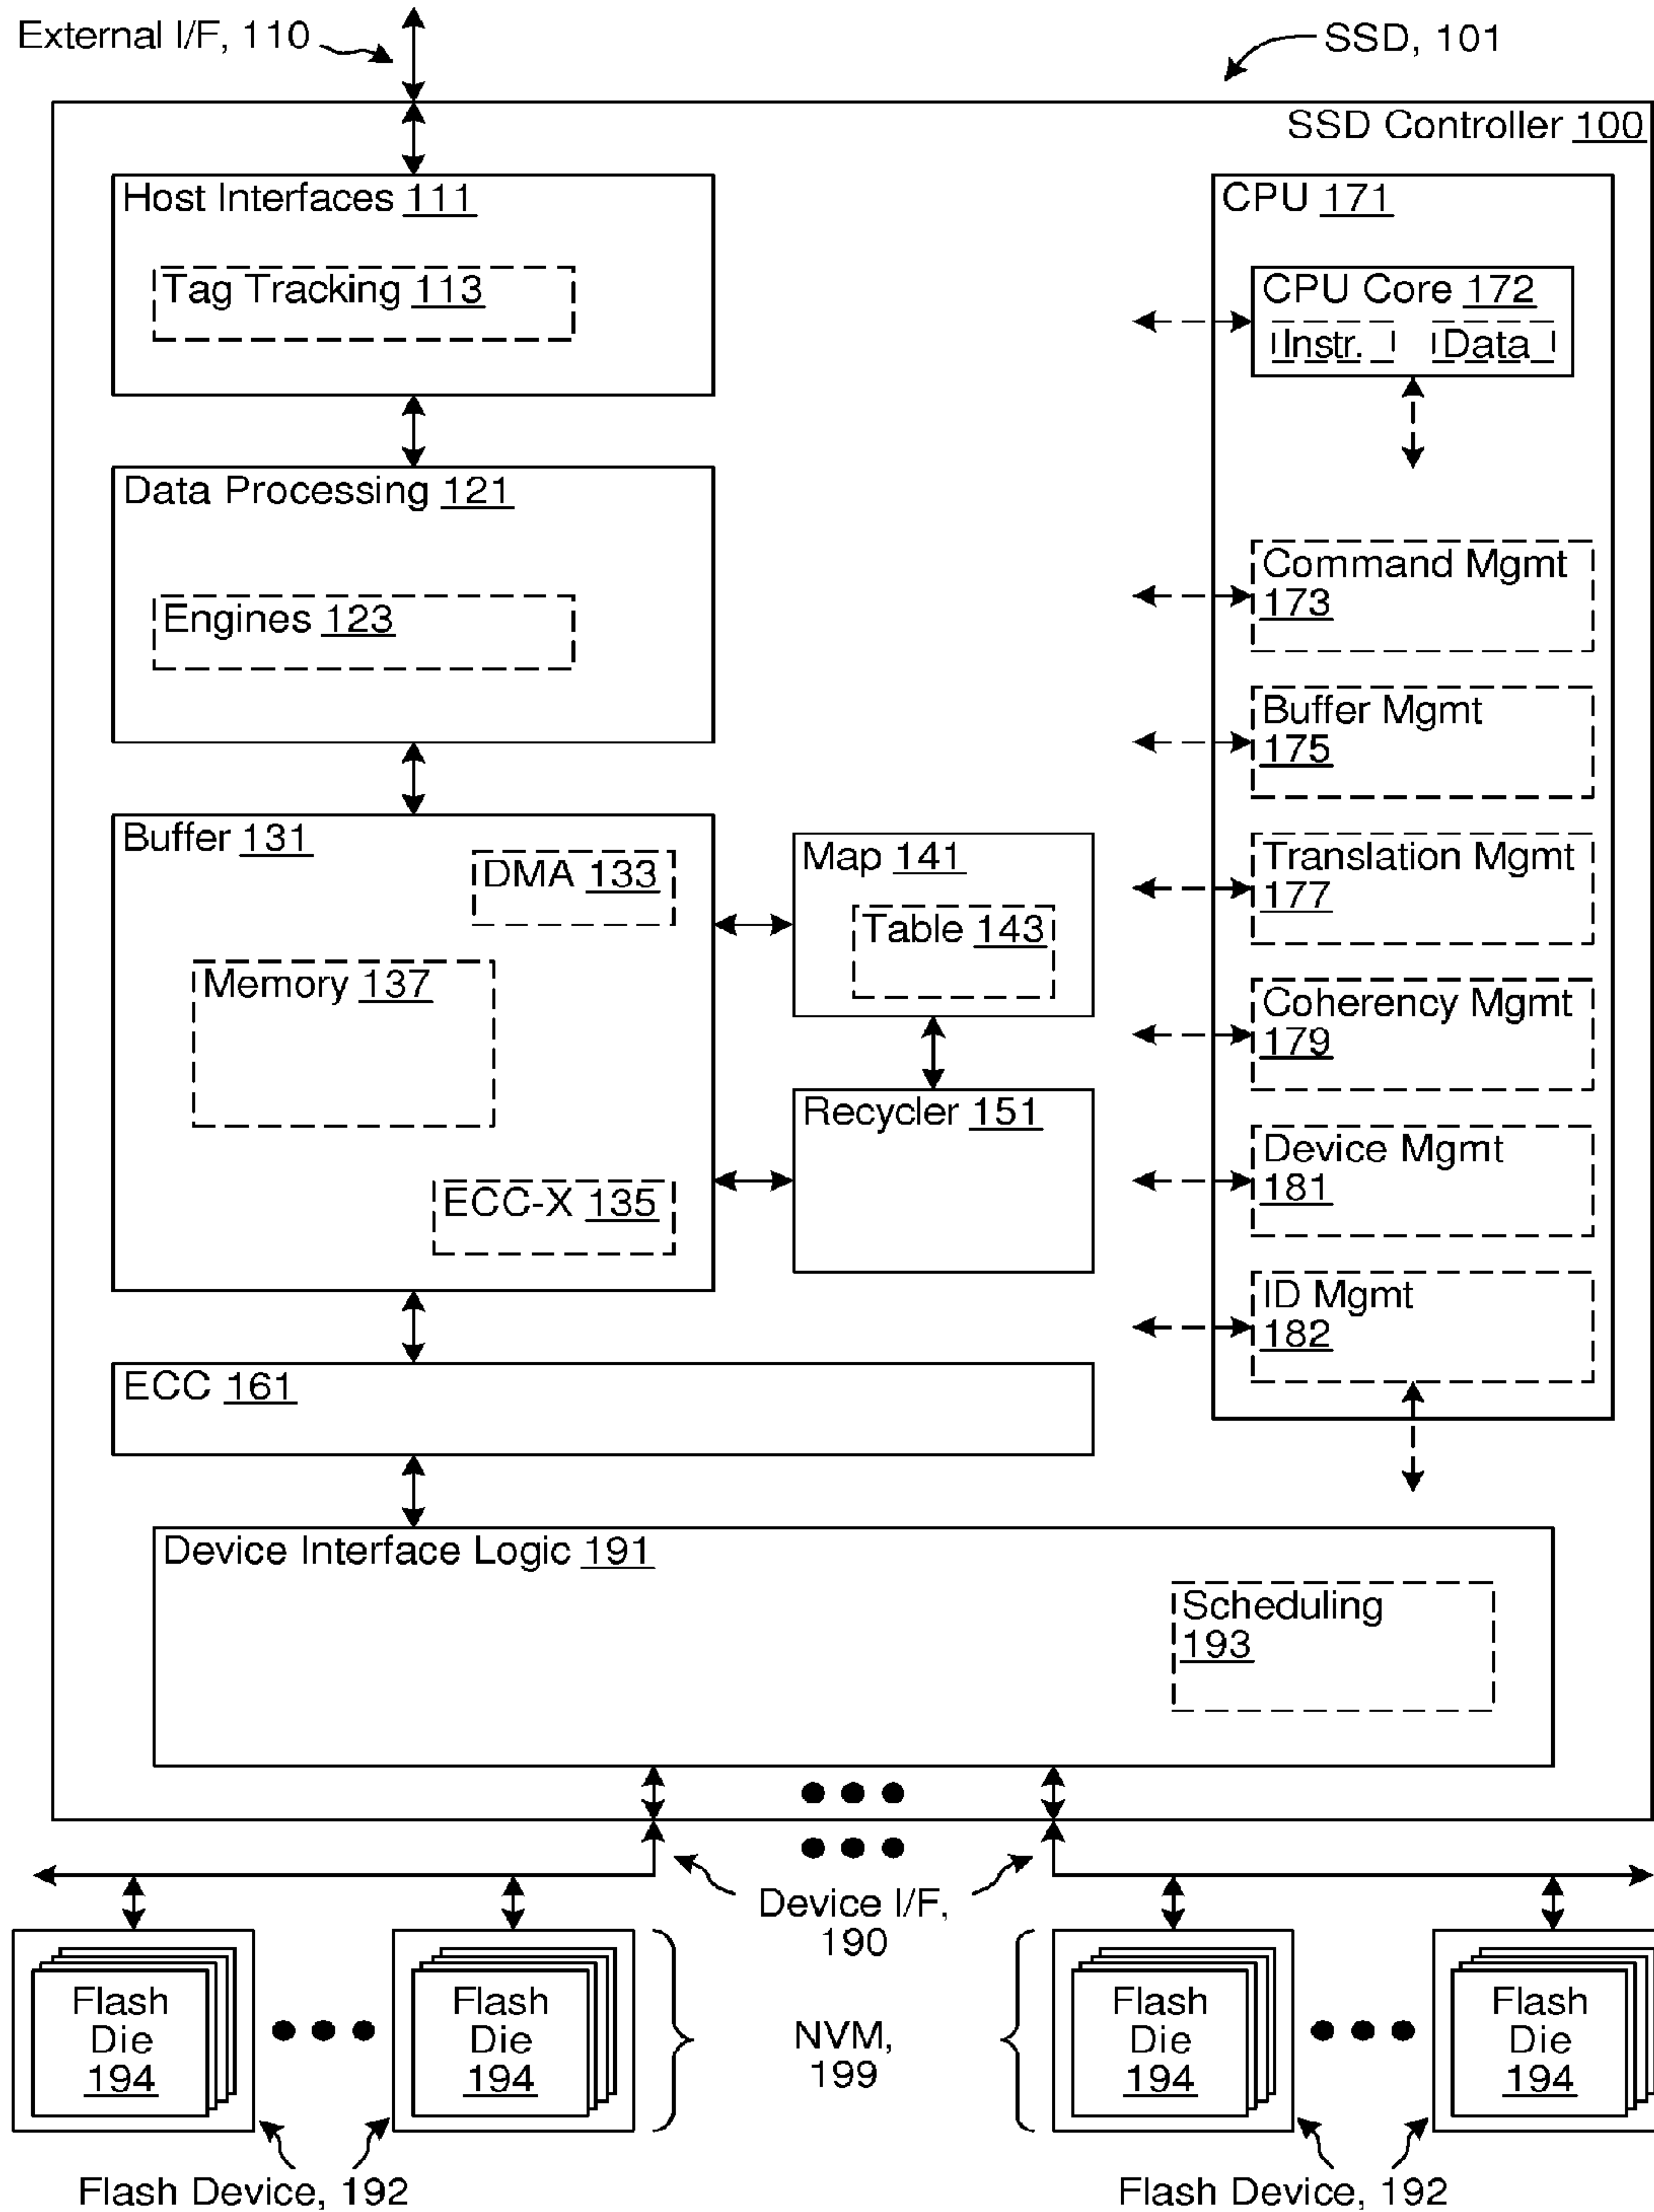 External I/F, 110
SSD, 101
SSD Controller 100
Host Interfaces 111
Tag Tracking 113
Data Processing 121
Engines 123
Buffer 131
DMA 133
Memory 137
ECC-X 135
Map 141
Table 143
Recycler 151
ECC 161
CPU 171
CPU Core 172
Instr.
Data
Command Mgmt
173
Buffer Mgmt
175
Translation Mgmt
177
Coherency Mgmt
179
Device Mgmt
181
ID Mgmt
182
Device Interface Logic 191
Scheduling
193
Device I/F,
190
Flash
Die
194
Flash
Die
194
NVM,
199
Flash
Die
194
Flash
Die
194
Flash Device, 192
Flash Device, 192